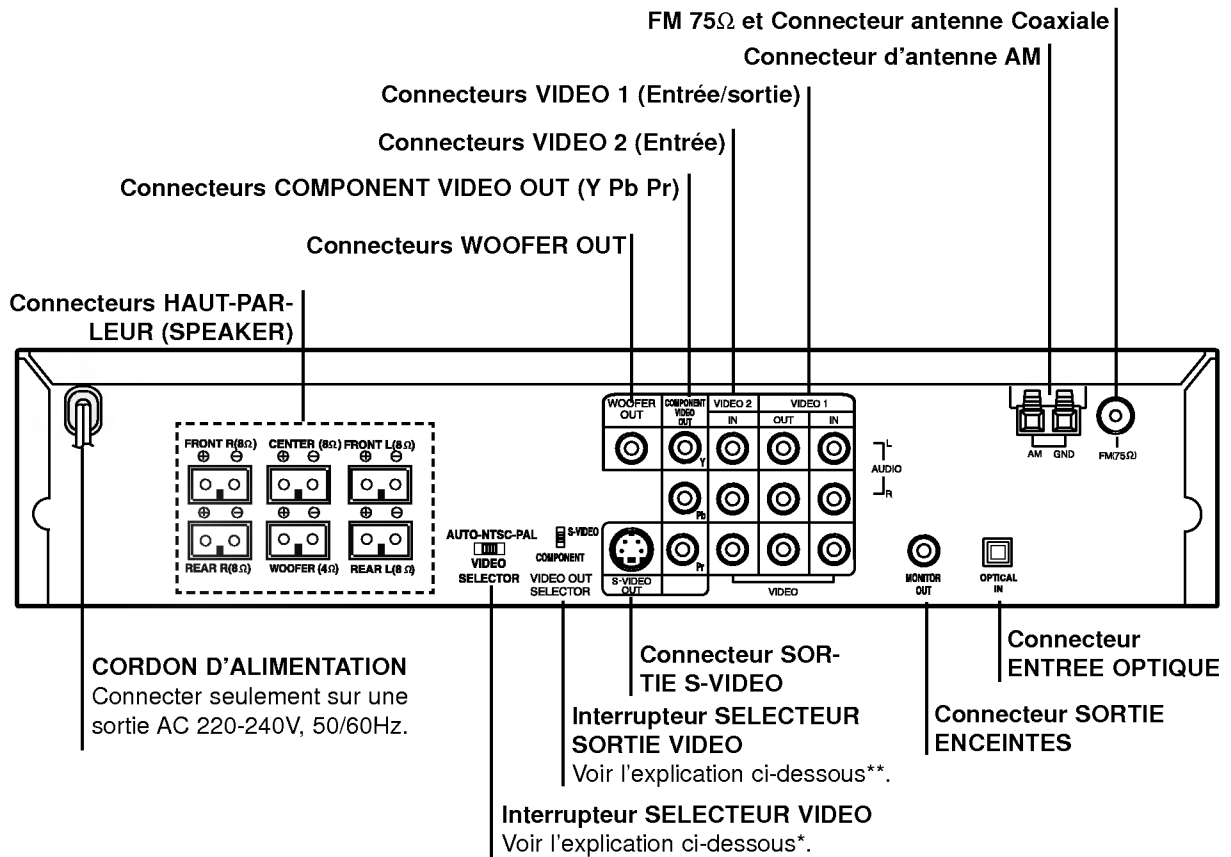 FM 75Ω et Connecteur antenne Coaxiale
Connecteur d'antenne AM
Connecteurs VIDEO 1 (Entrée/sortie)
Connecteurs VIDEO 2 (Entrée)
Connecteurs COMPONENT VIDEO OUT (Y Pb Pr)
Connecteurs WOOFER OUT
Connecteurs HAUT-PAR-
LEUR (SPEAKER)
FRONT R(8Ω) CENTER (8Ω) FRONT L(8Ω)
⊕ ⊖ ⊕ ⊖ ⊕ ⊖
⊕ ⊖ ⊕ ⊖ ⊕ ⊖
REAR R(8Ω) WOOFER (4Ω) REAR L(8Ω)
AUTO-NTSC-PAL
VIDEO
SELECTOR
S-VIDEO
COMPONENT
VIDEO OUT
SELECTOR
WOOFER
OUT
COMPONENT
VIDEO
OUT
VIDEO 2
IN
VIDEO 1
OUT IN
Y
Pb
Pr
S-VIDEO
OUT
VIDEO
L
AUDIO
R
AM GND
FM(75Ω)
MONITOR
OUT
OPTICAL
IN
CORDON D'ALIMENTATION
Connecter seulement sur une
sortie AC 220-240V, 50/60Hz.
Connecteur SOR-
TIE S-VIDEO
Interrupteur SELECTEUR
SORTIE VIDEO
Voir l'explication ci-dessous**.
Interrupteur SELECTEUR VIDEO
Voir l'explication ci-dessous*.
Connecteur
ENTREE OPTIQUE
Connecteur SORTIE
ENCEINTES